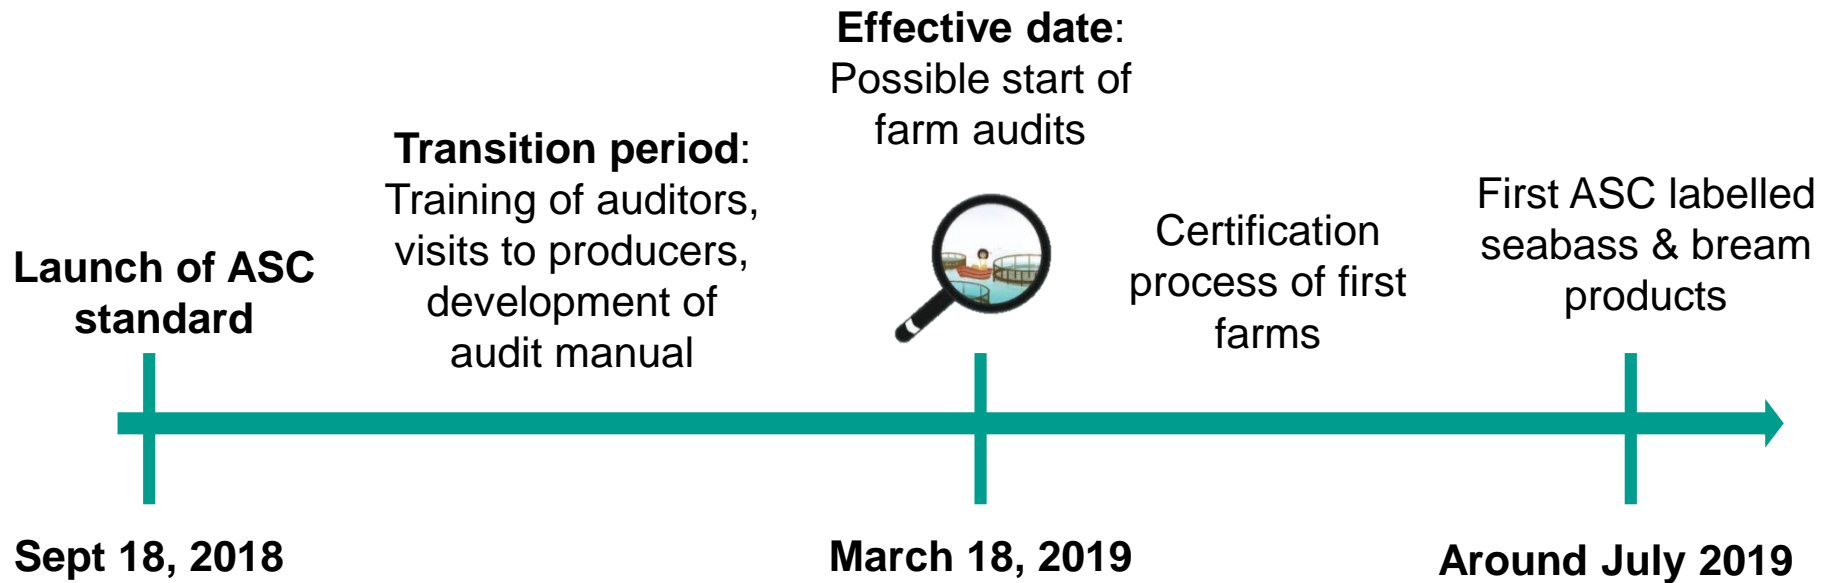 Launch of ASC
standard
Sept 18, 2018
Transition period:
Training of auditors,
visits to producers,
development of
audit manual
Effective date:
Possible start of
farm audits
March 18, 2019
Certification
process of first
farms
First ASC labelled
seabass & bream
products
Around July 2019